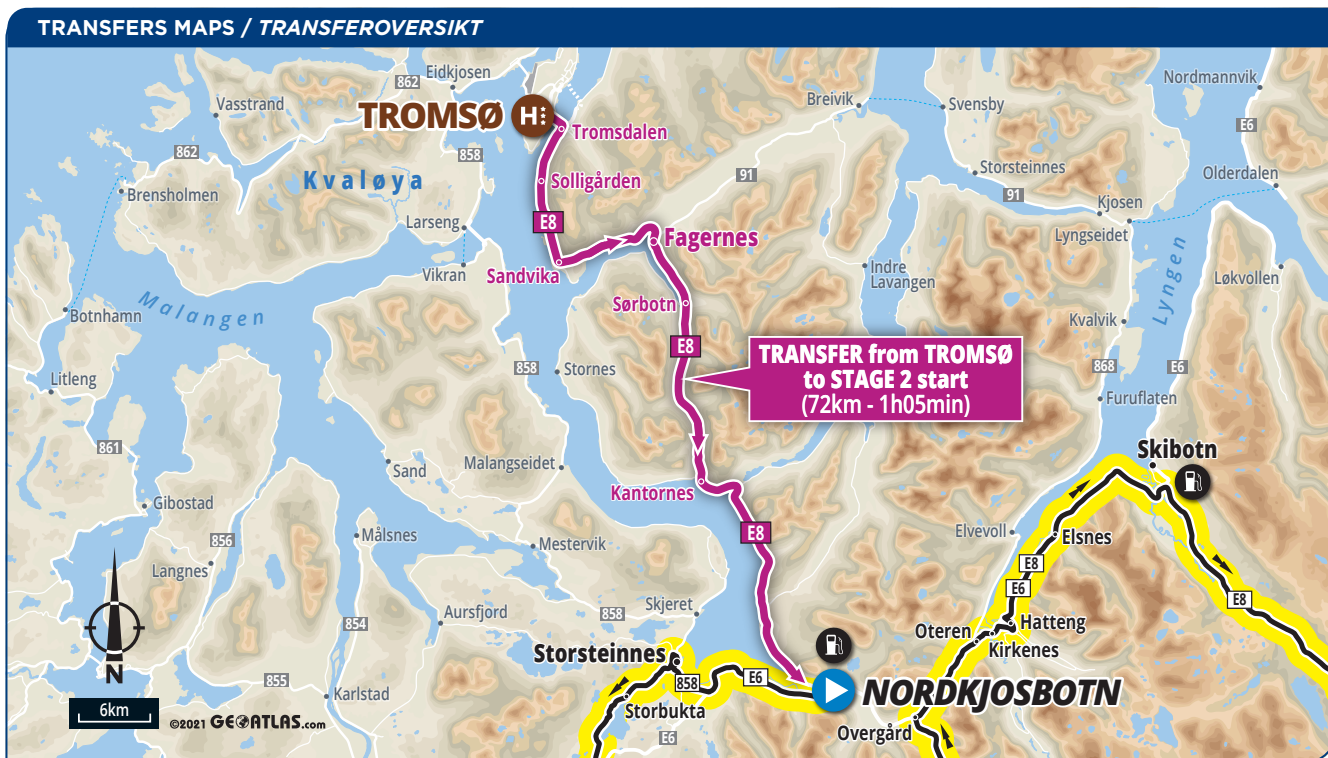 TRANSFERS MAPS / TRANSFEROVERSIKT
862
Eidkjosen
Vasstrand
TROMSØ
H
Tromsdalen
Breivik
Svensby
Nordmannvik
E6
862
858
Kvaløya
Brensholmen
Solligården
91
Storsteinnes
91
Olderdalen
Kjosen
Larseng
E8
Fagernes
Lyngseidet
Lyngen
Vikran
Sandvika
Indre
Lavangen
Løkvollen
Malangen
Botnhamn
Sørbotn
Kvalvik
E8
TRANSFER from TROMSØ
to STAGE 2 start
(72km - 1h05min)
Litleng
858
Stornes
868
E6
Furuflaten
861
Sand
Malangseidet
Skibotn
Gibostad
Kantornes
856
Målsnes
Mestervik
E8
Elvevoll
Elsnes
Langnes
E8
E6
E8
N
854
Aursfjord
858
Skjeret
Hatteng
Oteren
Kirkenes
Storsteinnes
855
Karlstad
858
E6
NORDKJOSBOTN
Storbukta
E6
Overgård
6km
©2021 GEOATLAS.com